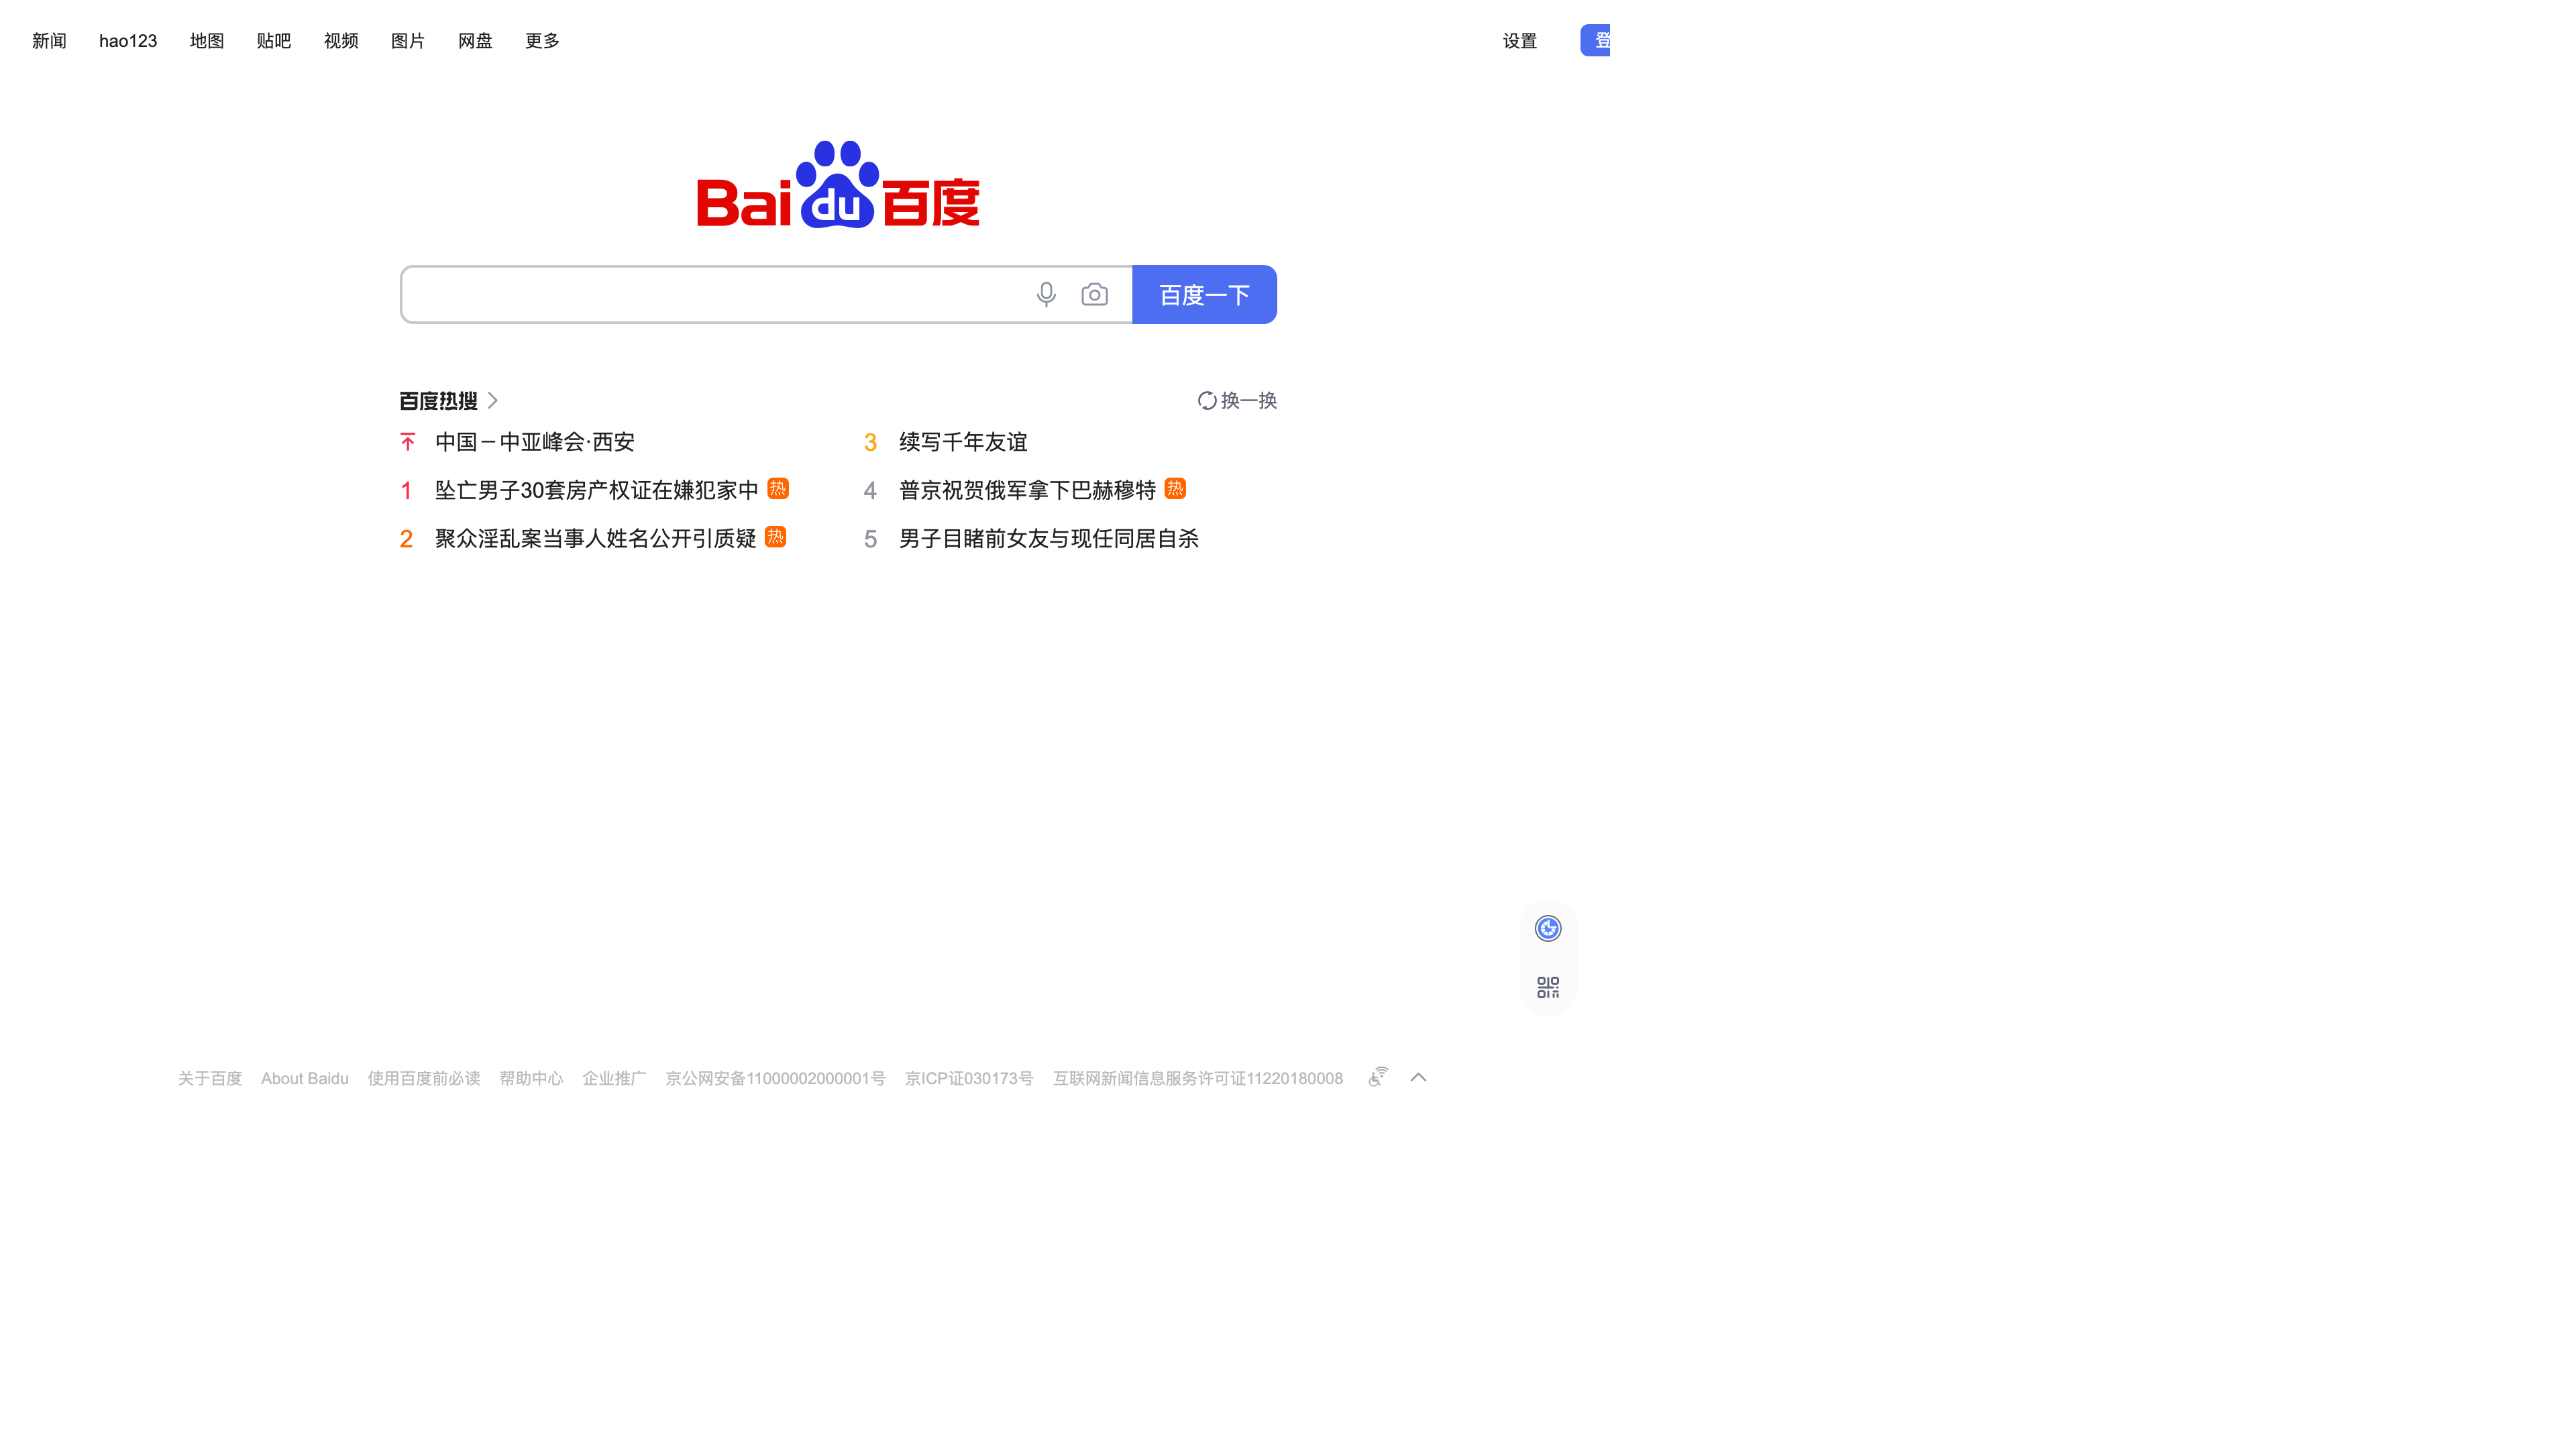 新闻 hao123 地图 贴吧 视频 图片 网盘 更多 设置 登
Bai du 百度
百度一下
百度热搜 换一换
中国－中亚峰会·西安
1 坠亡男子30套房产权证在嫌犯家中 热
2 聚众淫乱案当事人姓名公开引质疑 热
3 续写千年友谊
4 普京祝贺俄军拿下巴赫穆特 热
5 男子目睹前女友与现任同居自杀
关于百度 About Baidu 使用百度前必读 帮助中心 企业推广 京公网安备11000002000001号 京ICP证030173号 互联网新闻信息服务许可证11220180008